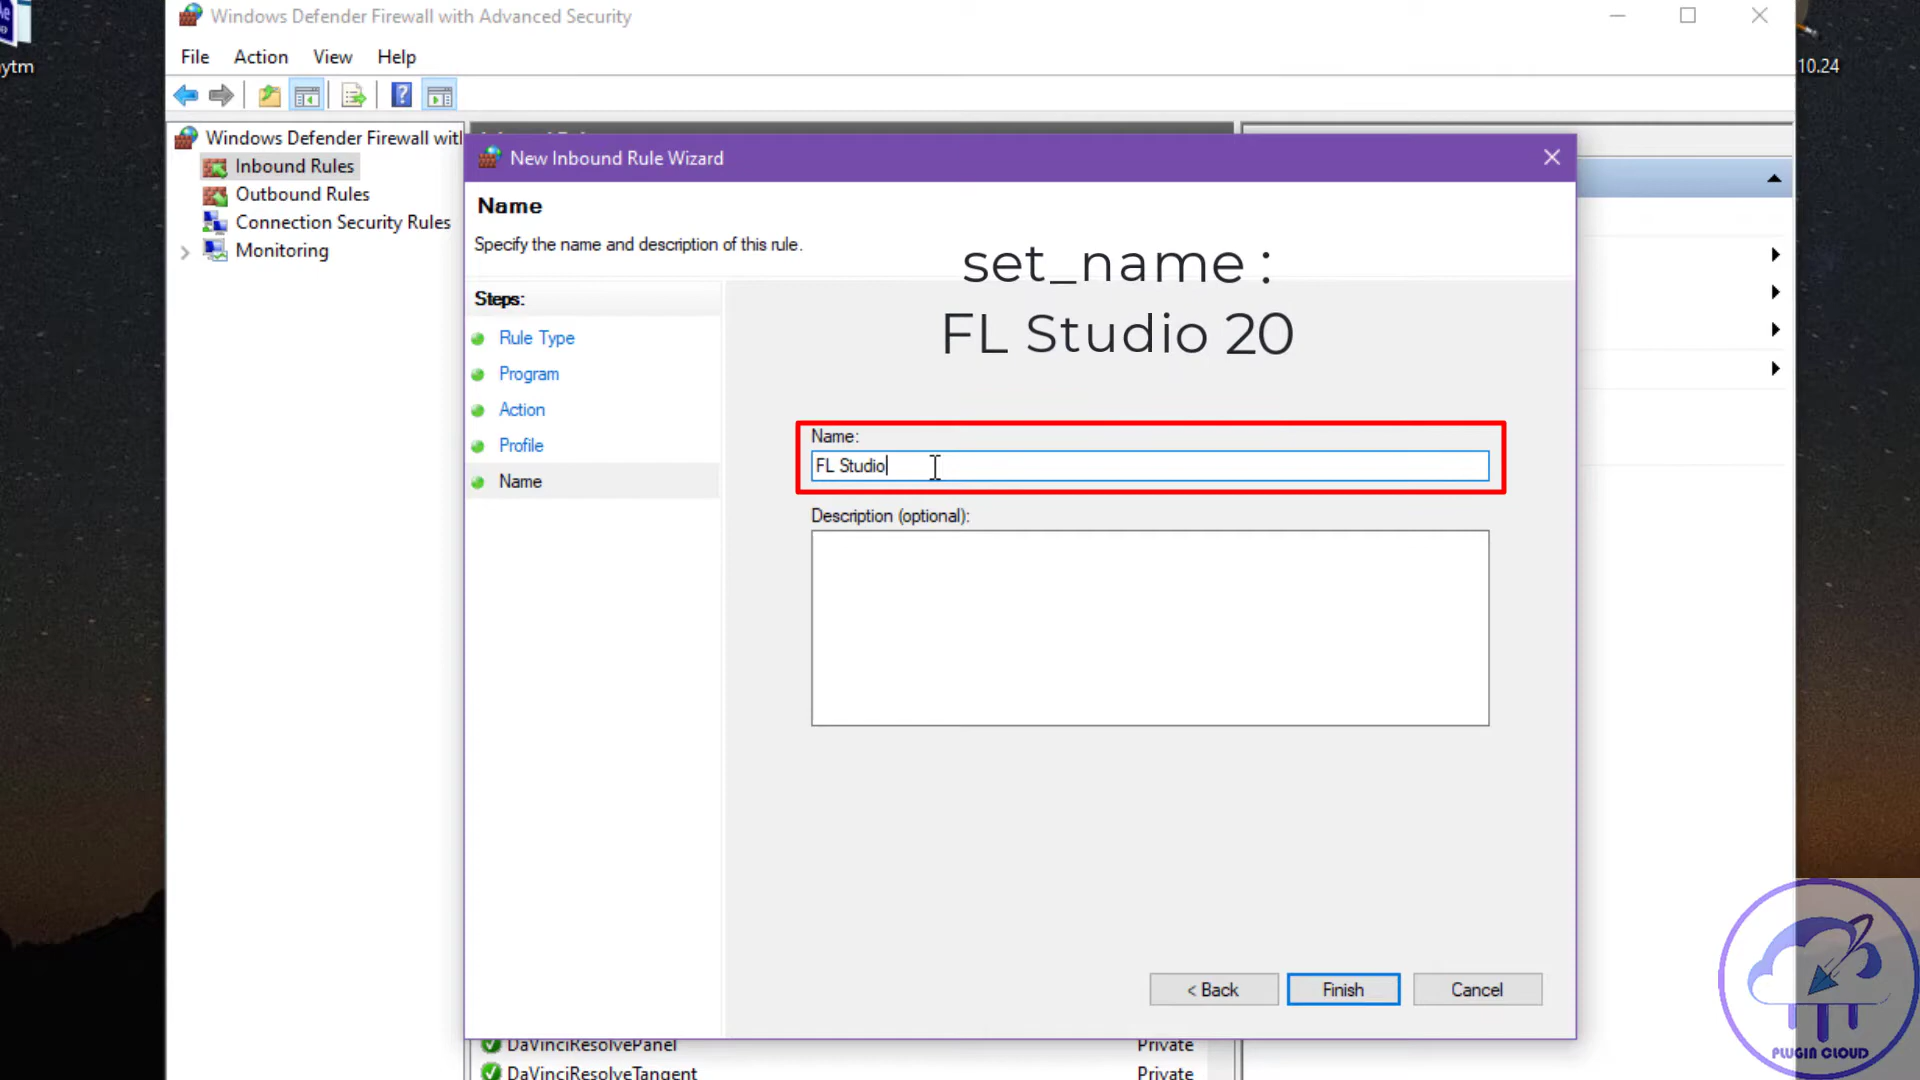 Windows Defender Firewall with Advanced Security
ytm
10.24
File Action View Help
Windows Defender Firewall with
Inbound Rules
Outbound Rules
Connection Security Rules
Monitoring
New Inbound Rule Wizard
Name
Specify the name and description of this rule.
set_name :
FL Studio 20
Steps:
Rule Type
Program
Action
Profile
Name
Name:
FL Studio
Description (optional):
< Back
Finish
Cancel
DaVinciResolvePanel Private
DaVinciResolveTangent Private
PLUGIN CLOUD